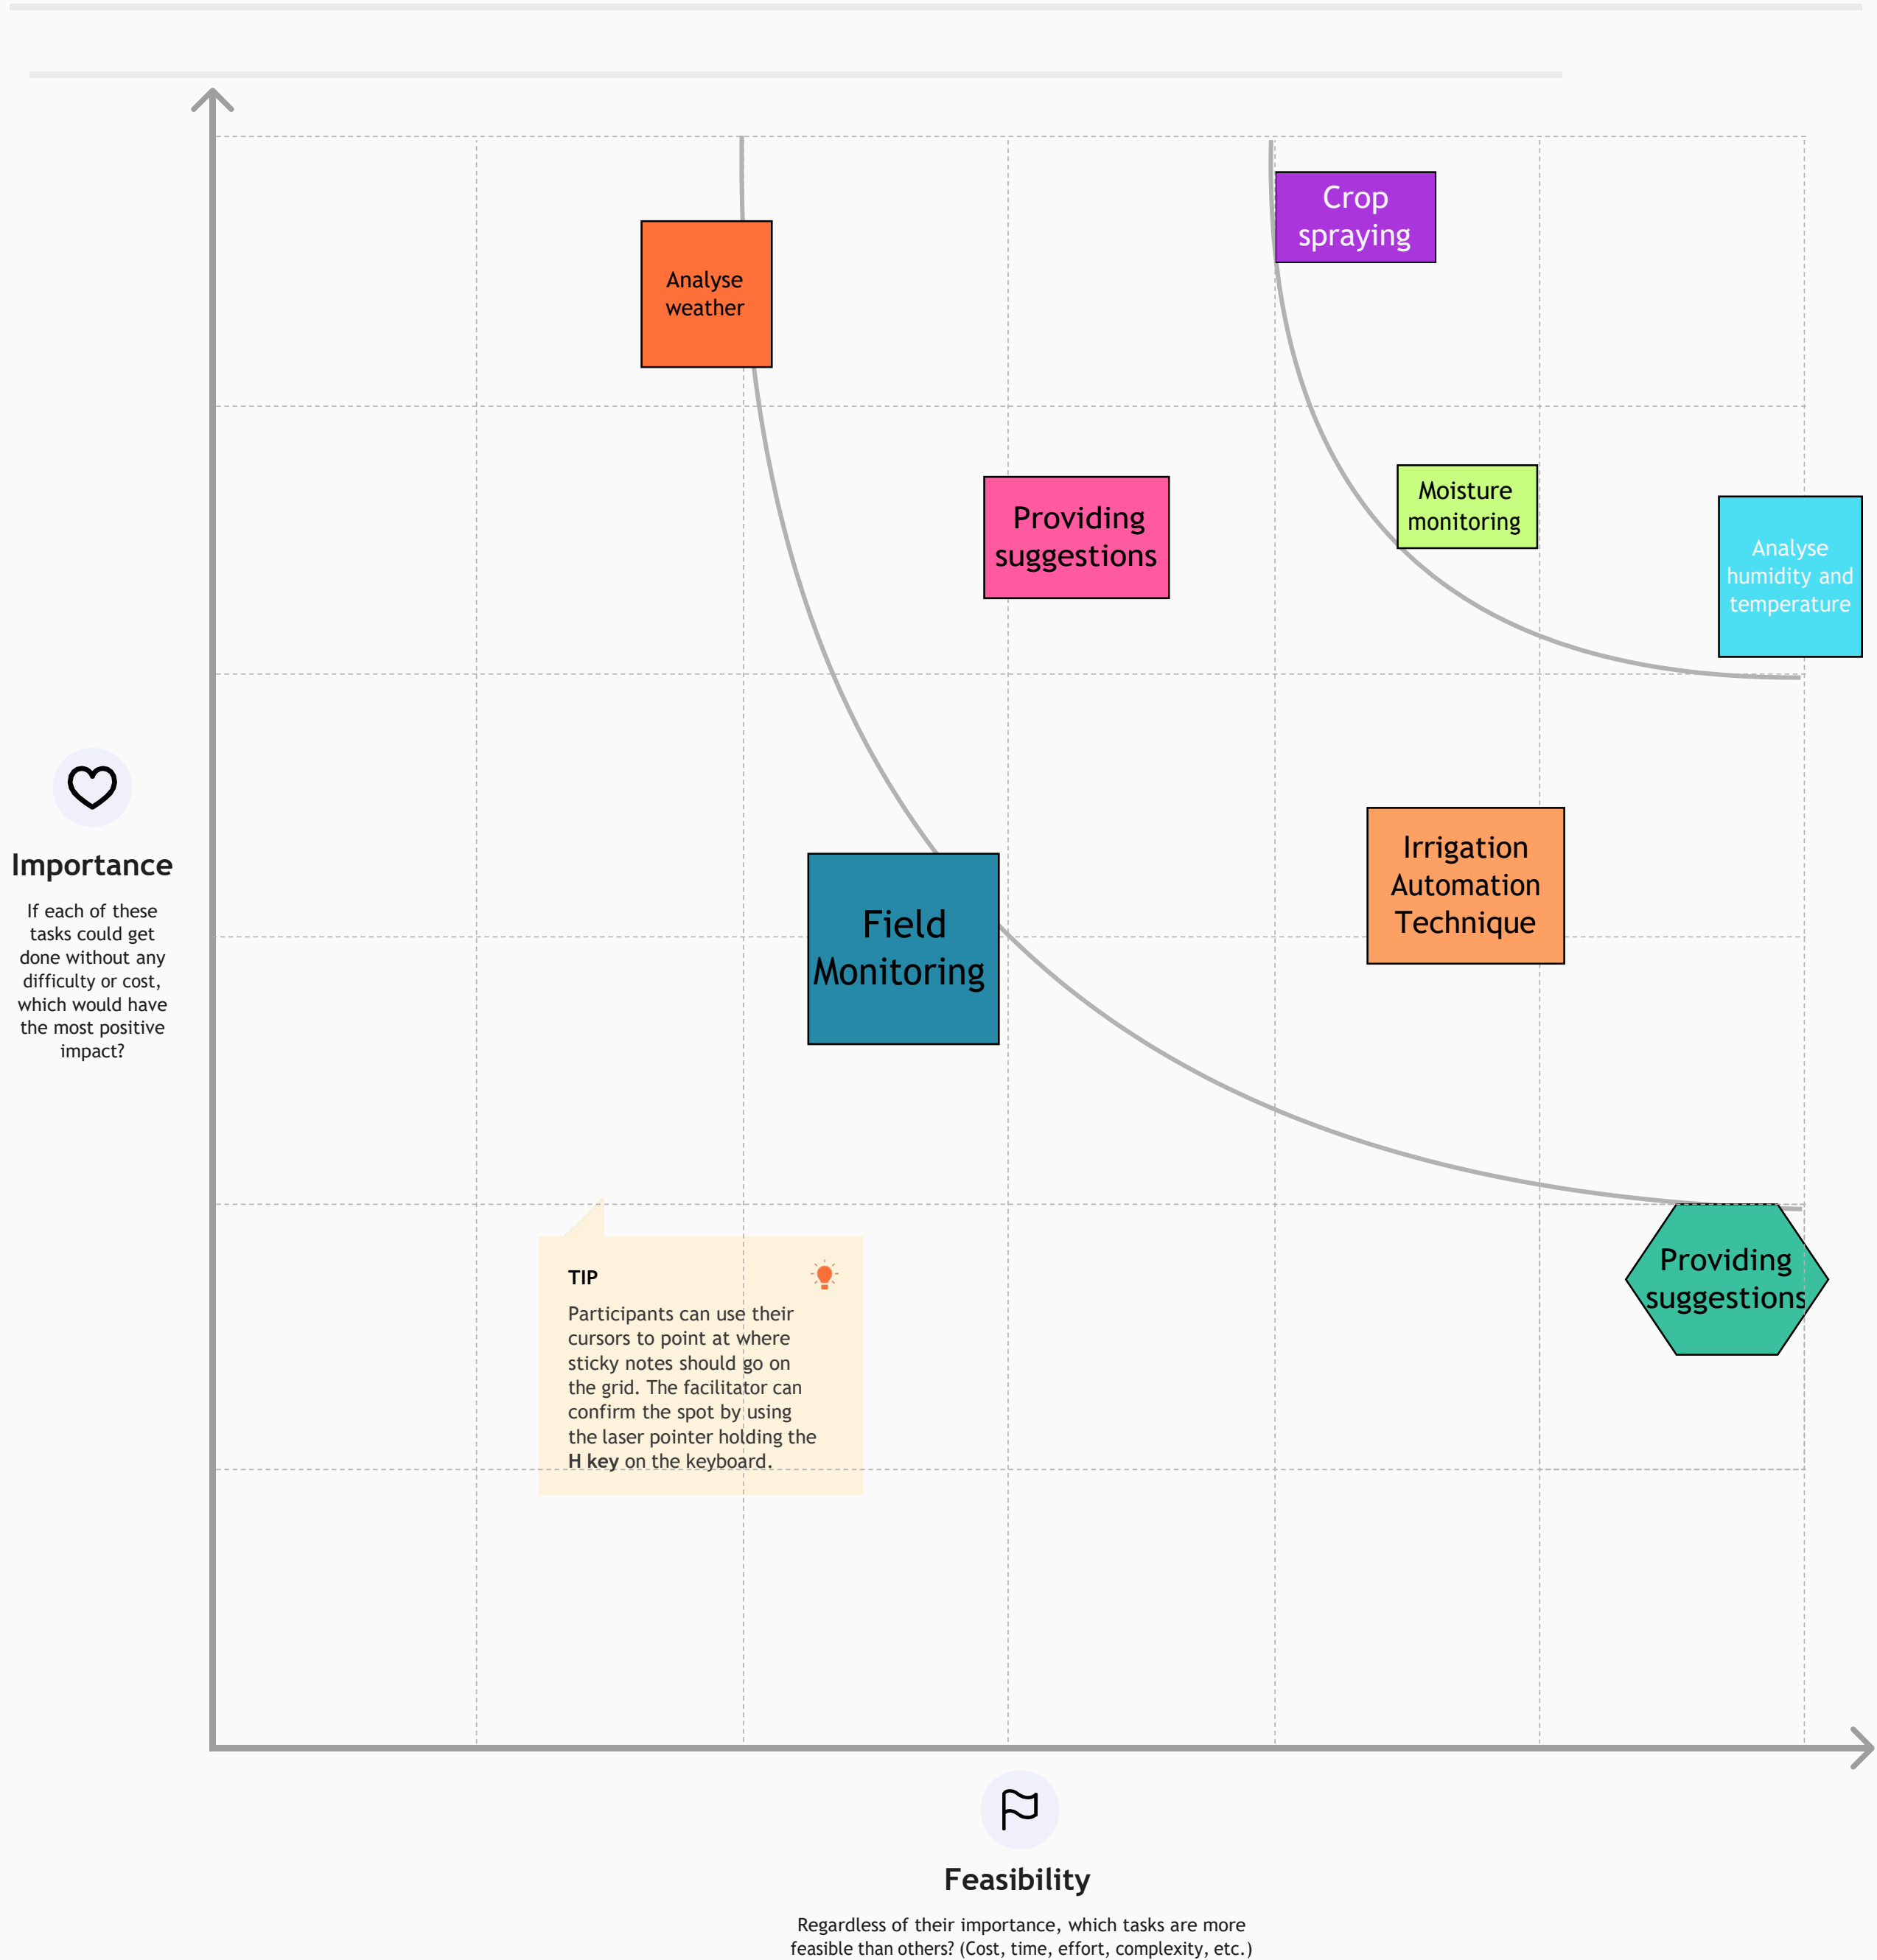 Crop
spraying
Analyse
weather
Moisture
monitoring
Providing
suggestions
Analyse
humidity and
temperature
Irrigation
Automation
Technique
Importance
If each of these
tasks could get
done without any
difficulty or cost,
which would have
the most positive
impact?
Field
Monitoring
Providing
suggestions
TIP
Participants can use their
cursors to point at where
sticky notes should go on
the grid. The facilitator can
confirm the spot by using
the laser pointer holding the
H key on the keyboard.
Feasibility
Regardless of their importance, which tasks are more
feasible than others? (Cost, time, effort, complexity, etc.)